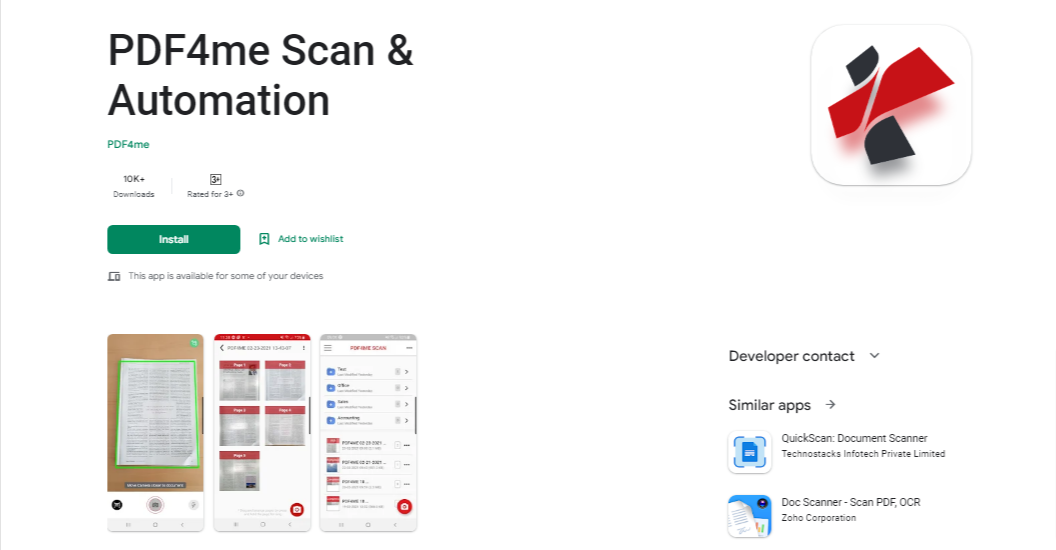 PDF4me Scan &
Automation
PDF4me
10K+
Downloads
3+
Rated for 3+
Install
Add to wishlist
This app is available for some of your devices
PDF4ME 02-23-2021 13-43-07
Page 1
Page 2
Page 3
Page 4
Page 5
PDF4ME SCAN
Test
Office
Sales
Accounting
Developer contact
Similar apps
QuickScan: Document Scanner
Technostacks Infotech Private Limited
Doc Scanner - Scan PDF, OCR
Zoho Corporation